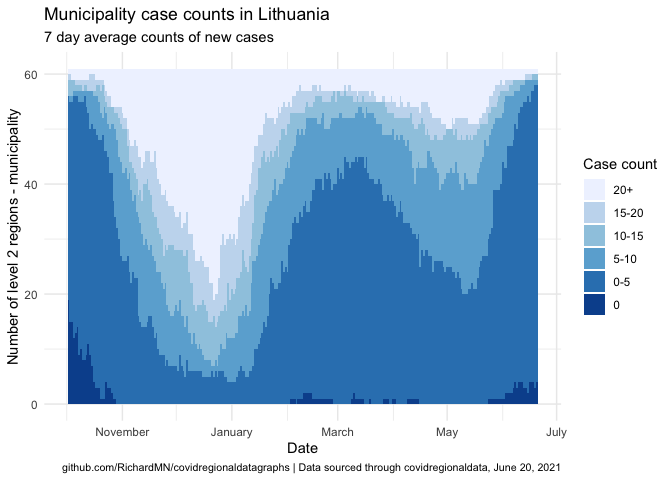 Municipality case counts in Lithuania
7 day average counts of new cases
Number of level 2 regions - municipality
60
40
20
0
November
January
March
May
July
Date
Case count
20+
15-20
10-15
5-10
0-5
0
github.com/RichardMN/covidregionaldatagraphs | Data sourced through covidregionaldata, June 20, 2021